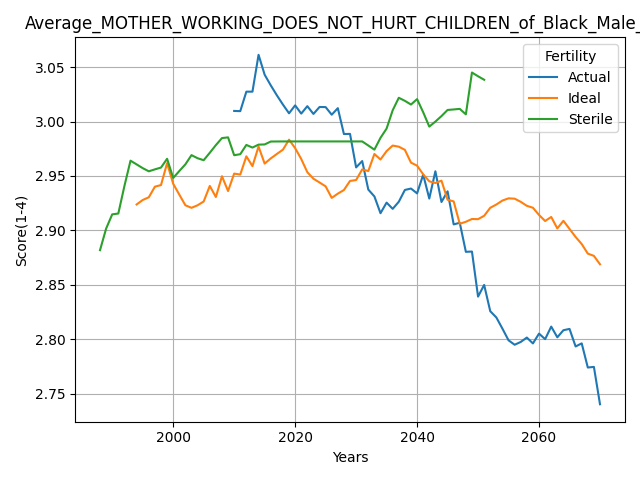 Average_MOTHER_WORKING_DOES_NOT_HURT_CHILDREN_of_Black_Male_
Fertility
Actual
Ideal
Sterile
Score(1-4)
3.05
3.00
2.95
2.90
2.85
2.80
2.75
2000 2020 2040 2060
Years